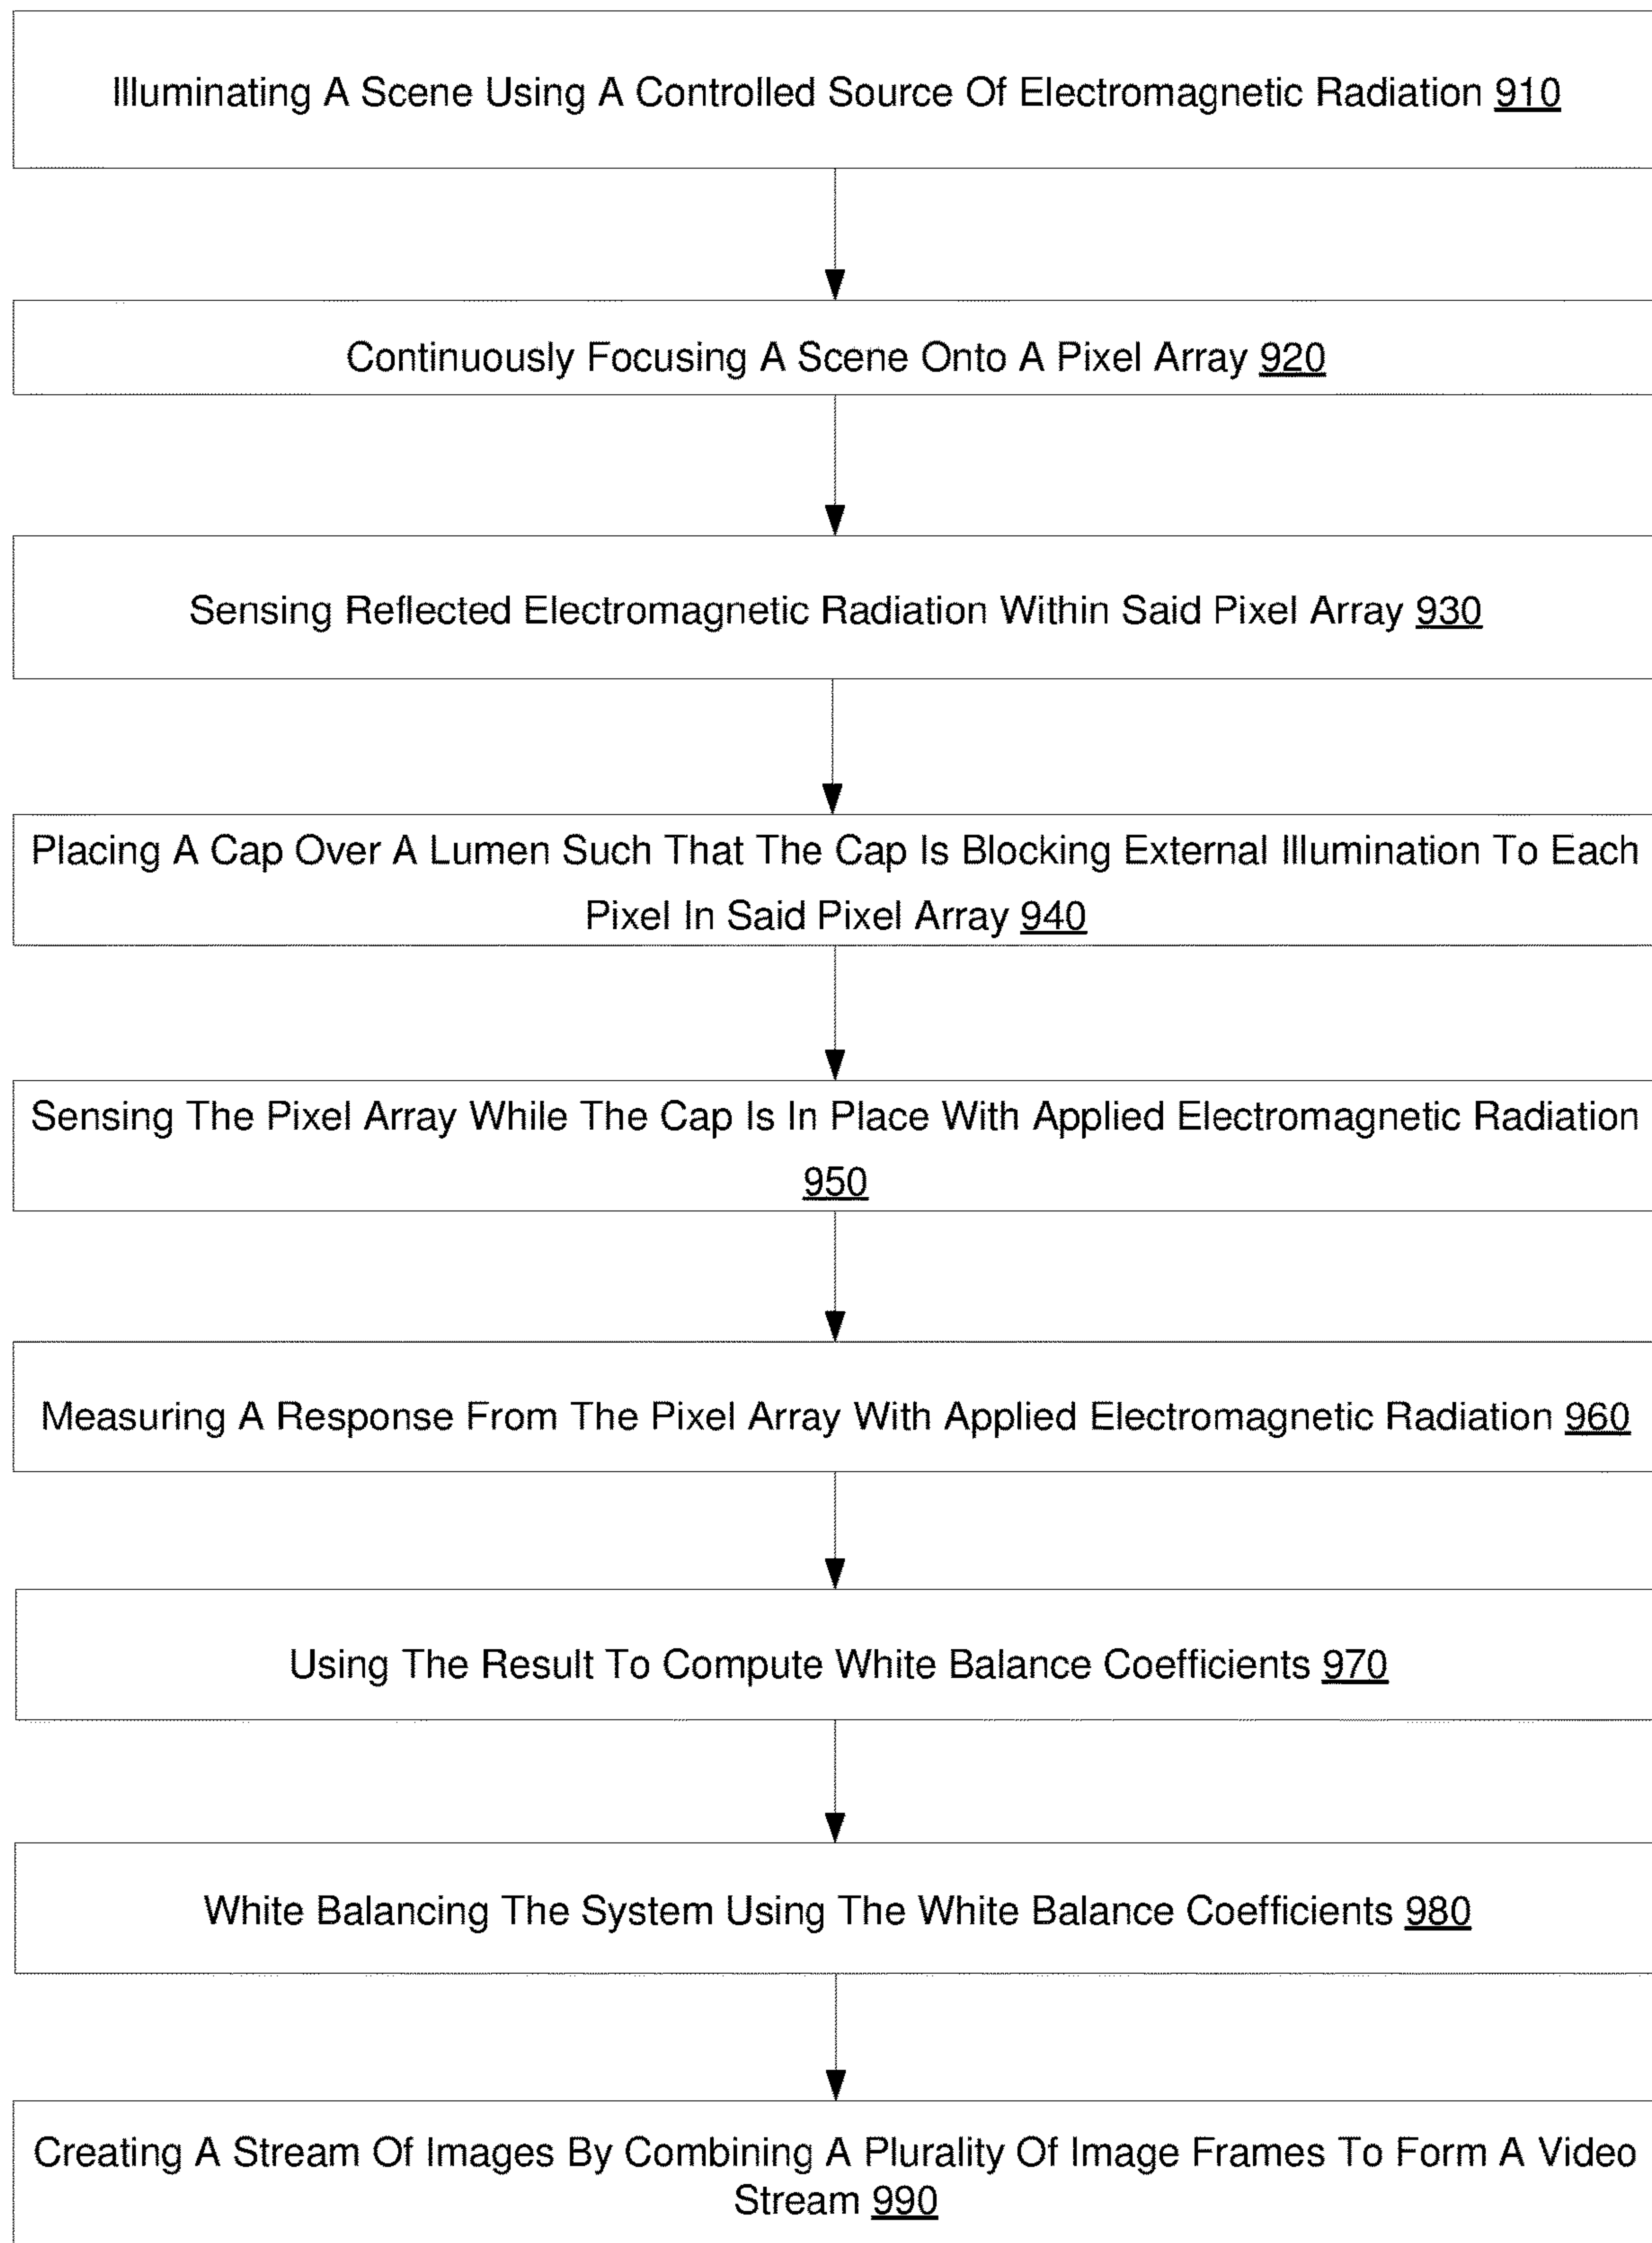 Illuminating A Scene Using A Controlled Source Of Electromagnetic Radiation 910
Continuously Focusing A Scene Onto A Pixel Array 920
Sensing Reflected Electromagnetic Radiation Within Said Pixel Array 930
Placing A Cap Over A Lumen Such That The Cap Is Blocking External Illumination To Each
Pixel In Said Pixel Array 940
Sensing The Pixel Array While The Cap Is In Place With Applied Electromagnetic Radiation
950
Measuring A Response From The Pixel Array With Applied Electromagnetic Radiation 960
Using The Result To Compute White Balance Coefficients 970
White Balancing The System Using The White Balance Coefficients 980
Creating A Stream Of Images By Combining A Plurality Of Image Frames To Form A Video
Stream 990